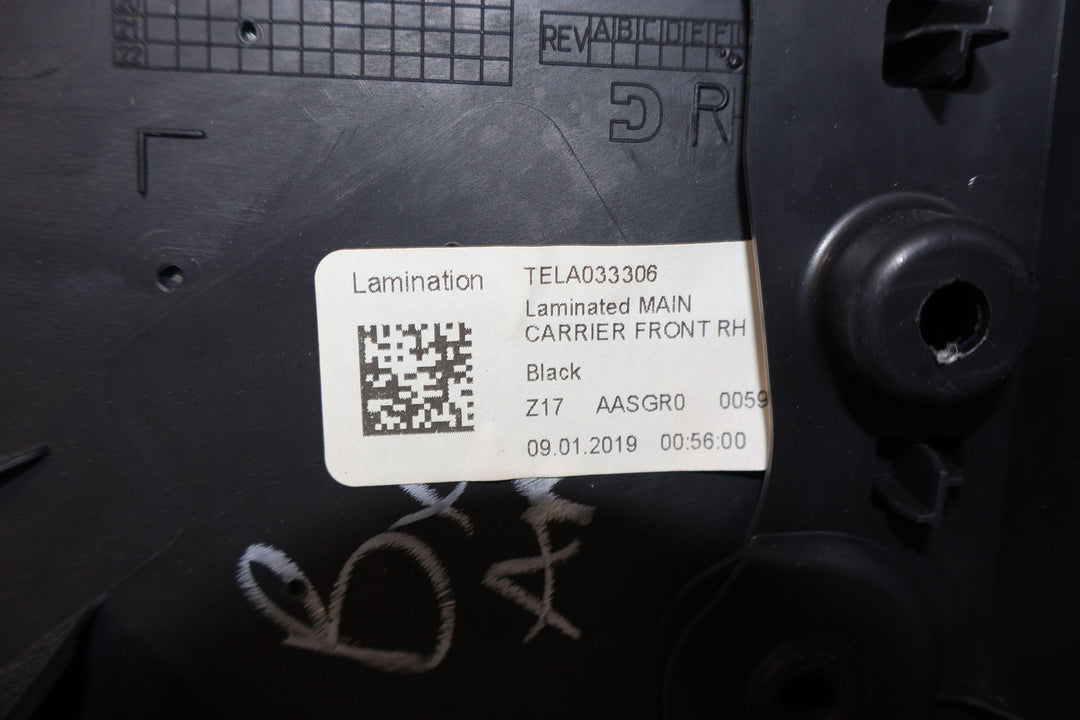 REV A B C D E F
R
Lamination
TELA033306
Laminated MAIN
CARRIER FRONT RH
Black
Z17 AASGR0 0059
09.01.2019 00:56:00